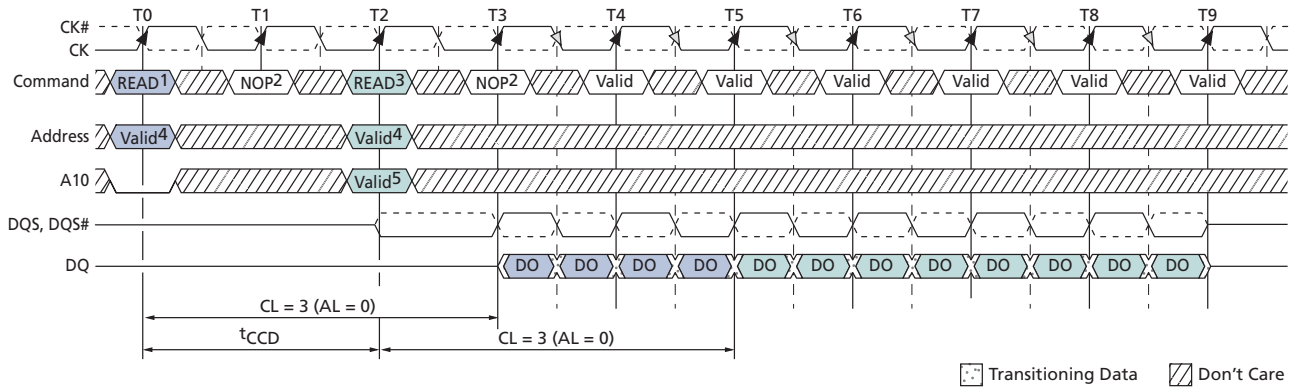 T0 T1 T2 T3 T4 T5 T6 T7 T8 T9
CK#
CK
Command READ1 NOP2 READ3 NOP2 Valid Valid Valid Valid Valid Valid
Address Valid4 Valid4
A10 Valid5
DQS, DQS#
DQ DO DO DO DO DO DO DO DO DO DO DO DO
CL = 3 (AL = 0)
tCCD CL = 3 (AL = 0)
Transitioning Data Don't Care